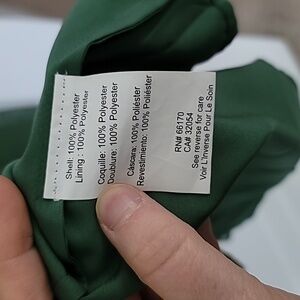 Shell: 100% Polyester
Lining : 100% Polyester
Coquille: 100% Polyester
Doublure: 100% Polyester
Cáscara: 100% Poliéster
Revestimiento: 100% Poliéster
RN# 66170
CA# 32054
See reverse for care
Voir L'Inverse Pour Le Soin